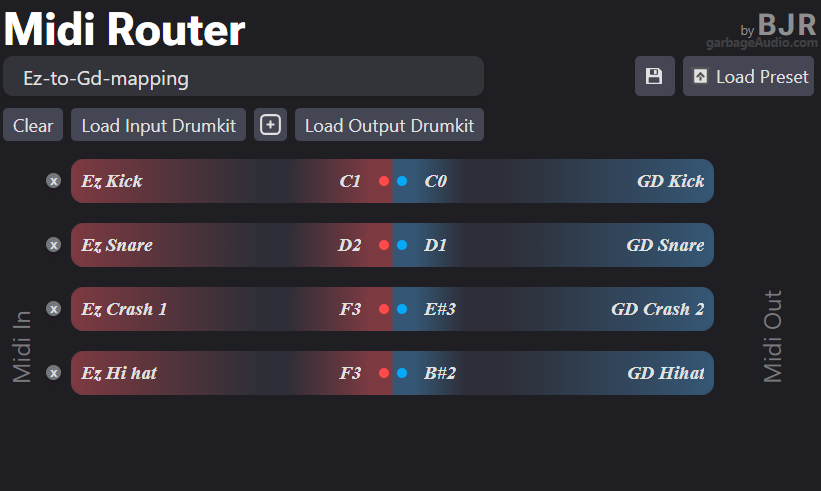 Midi Router
by BJR
garbageAudio.com
Ez-to-Gd-mapping
Load Preset
Clear Load Input Drumkit Load Output Drumkit
x Ez Kick C1 C0 GD Kick
x Ez Snare D2 D1 GD Snare
x Ez Crash 1 F3 E#3 GD Crash 2
x Ez Hi hat F3 B#2 GD Hihat
Midi In
Midi Out